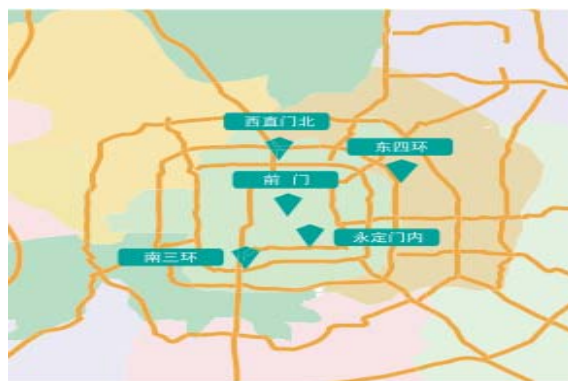 西直门北
东四环
前 门
永定门内
南三环